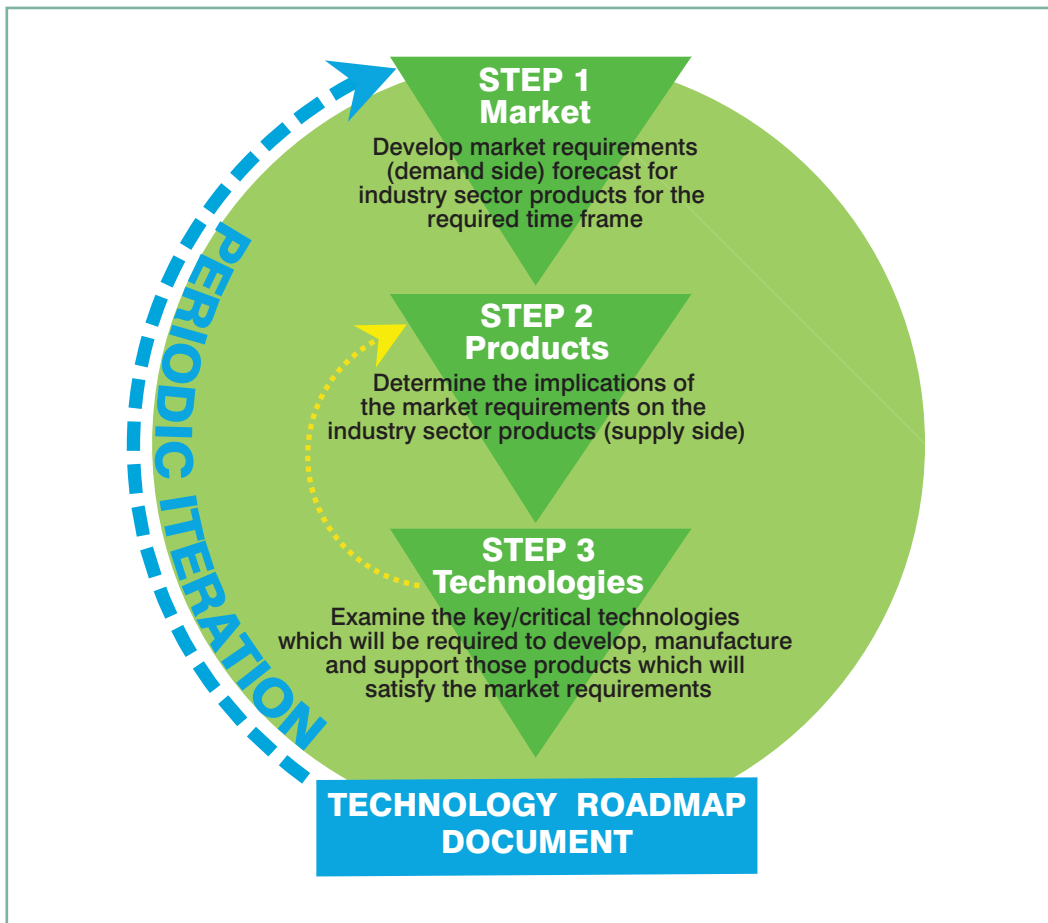 STEP 1
Market
Develop market requirements
(demand side) forecast for
industry sector products for the
required time frame
STEP 2
Products
Determine the implications of
the market requirements on the
industry sector products (supply side)
STEP 3
Technologies
Examine the key/critical technologies
which will be required to develop, manufacture
and support those products which will
satisfy the market requirements
PERIODIC ITERATION
TECHNOLOGY ROADMAP
DOCUMENT